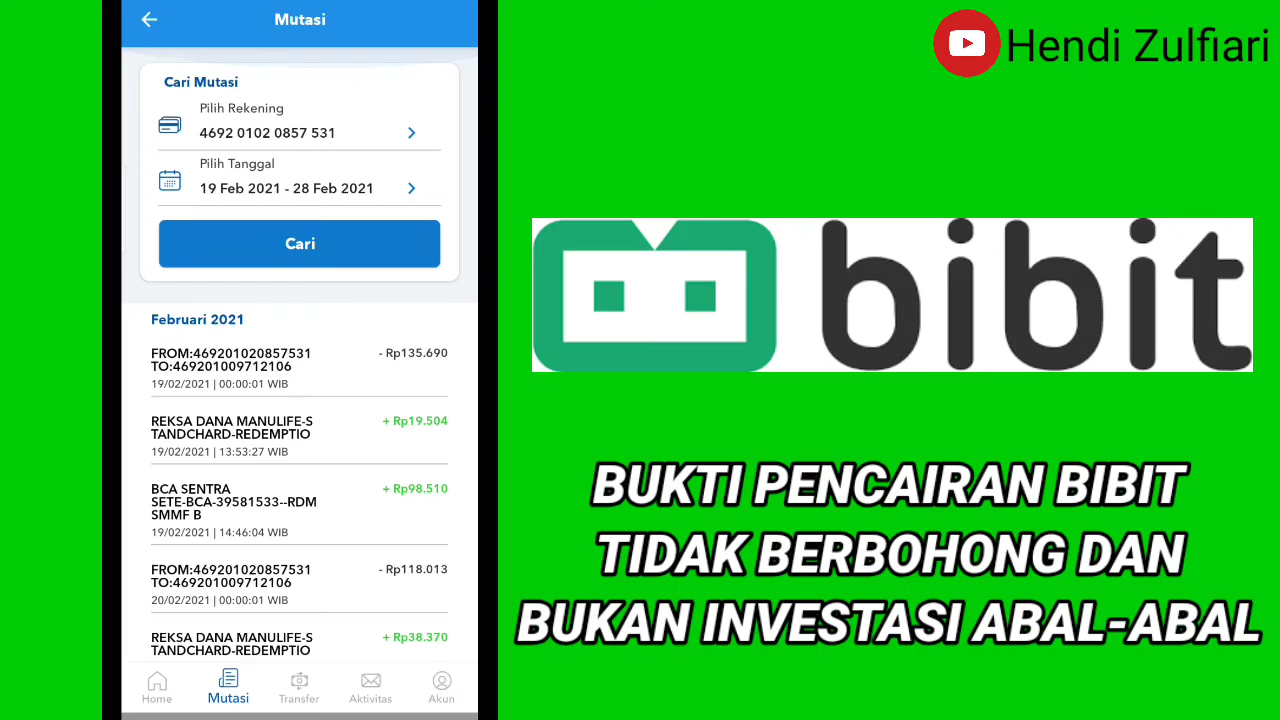 Mutasi
Cari Mutasi
Pilih Rekening
4692 0102 0857 531
Pilih Tanggal
19 Feb 2021 - 28 Feb 2021
Cari
Februari 2021
FROM:469201020857531
- Rp135.690
TO:469201009712106
19/02/2021 | 00:00:01 WIB
REKSA DANA MANULIFE-S
+ Rp19.504
TANDCHARD-REDEMPTIO
19/02/2021 | 13:53:27 WIB
BCA SENTRA
+ Rp98.510
SETE-BCA-39581533--RDM
SMMF B
19/02/2021 | 14:46:04 WIB
FROM:469201020857531
- Rp118.013
TO:469201009712106
20/02/2021 | 00:00:01 WIB
REKSA DANA MANULIFE-S
+ Rp38.370
TANDCHARD-REDEMPTIO
Home
Mutasi
Transfer
Aktivitas
Akun
Hendi Zulfiari
bibit
BUKTI PENCAIRAN BIBIT
TIDAK BERBOHONG DAN
BUKAN INVESTASI ABAL-ABAL